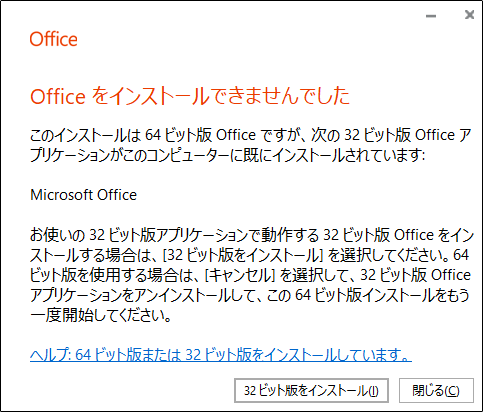 Office
Office をインストールできませんでした
このインストールは 64 ビット版 Office ですが、次の 32 ビット版 Office ア
プリケーションがこのコンピューターに既にインストールされています:
Microsoft Office
お使いの 32 ビット版アプリケーションで動作する 32 ビット版 Office をイン
ストールする場合は、[32 ビット版をインストール] を選択してください。64
ビット版を使用する場合は、[キャンセル] を選択して、32 ビット版 Office
アプリケーションをアンインストールして、この 64 ビット版インストールをもう
一度開始してください。
ヘルプ: 64 ビット版または 32 ビット版をインストールしています。
32 ビット版をインストール(I)
閉じる(C)